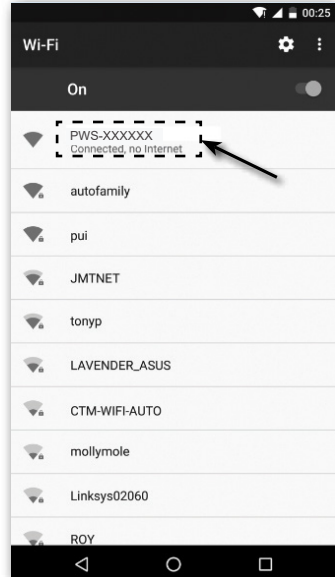 00:25
Wi-Fi
On
PWS-XXXXXX
Connected, no Internet
autofamily
pui
JMTNET
tonyp
LAVENDER_ASUS
CTM-WIFI-AUTO
mollymole
Linksys02060
ROY